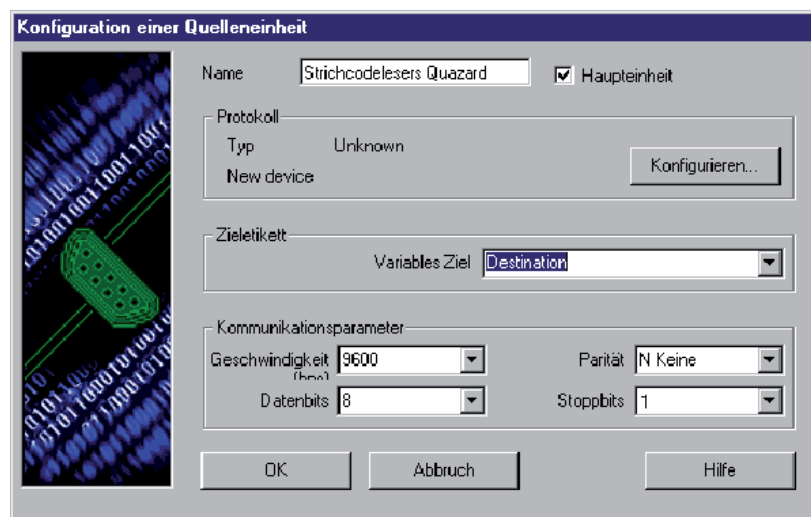 Konfiguration einer Quelleneinheit
Name Strichcodelesers Quazard Haupteinheit
Protokoll
Typ Unknown
New device Konfigurieren...
Zieletikett
Variables Ziel Destination
Kommunikationsparameter
Geschwindigkeit 9600 Parität N Keine
Datenbits 8 Stoppbits 1
OK Abbruch Hilfe